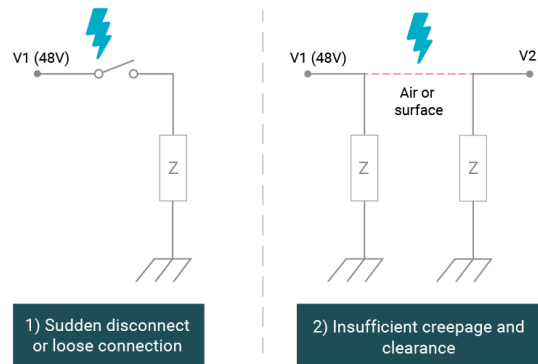 V1 (48V)
Z
1) Sudden disconnect
or loose connection
V1 (48V)
V2
Air or
surface
Z
Z
2) Insufficient creepage and
clearance